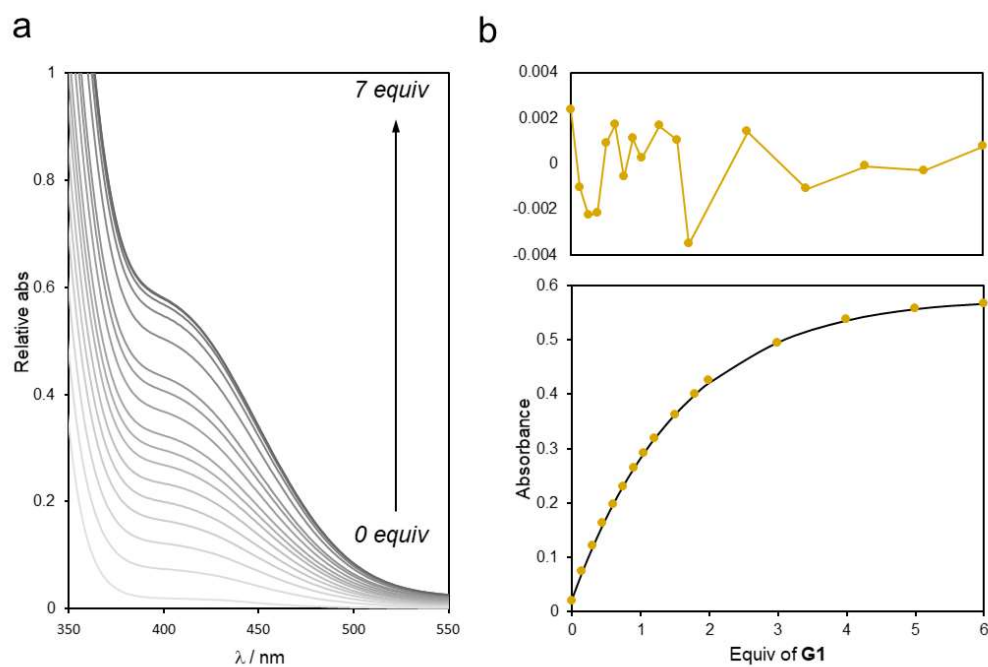 a
1
0.8
0.6
0.4
0.2
0
Relative abs
7 equiv
0 equiv
350 400 450 500 550
λ / nm
b
0.004
0.002
0
-0.002
-0.004
0.6
0.5
0.4
0.3
0.2
0.1
0
Absorbance
0 1 2 3 4 5 6
Equiv of G1